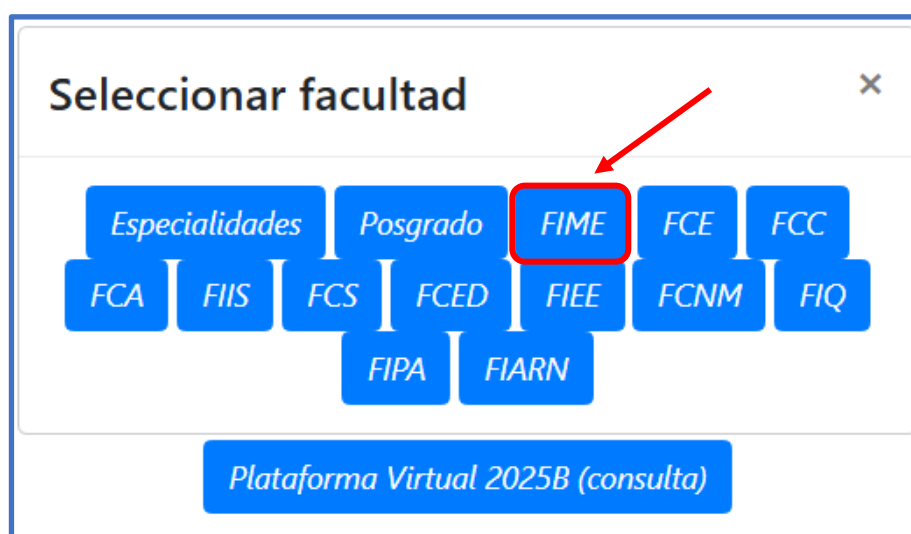 Seleccionar facultad ×
Especialidades Posgrado FIME FCE FCC
FCA FIIS FCS FCED FIEE FCNM FIQ
FIPA FIARN
Plataforma Virtual 2025B (consulta)